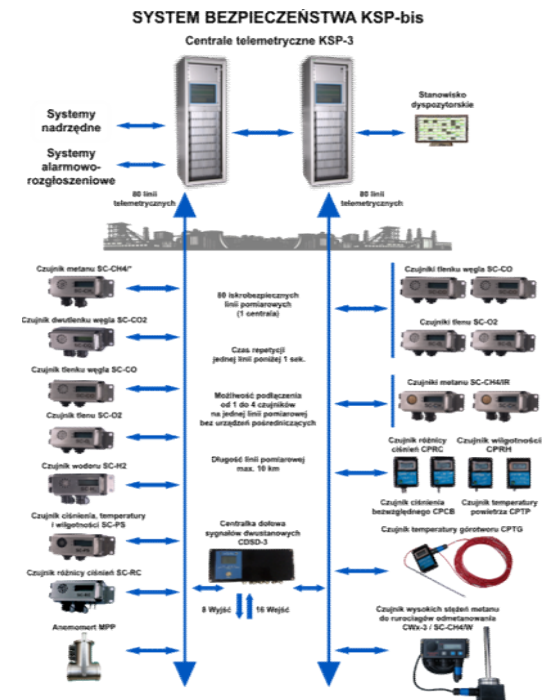 SYSTEM BEZPIECZEŃSTWA KSP-bis
Centrale telemetryczne KSP-3
Systemy
nadrzędne
Systemy
alarmowo-
rozgłoszeniowe
Stanowisko
dyspozytorskie
80 linii
telemetrycznych
80 linii
telemetrycznych
Czujnik metanu SC-CH4/*
Czujnik dwutlenku węgla SC-CO2
Czujnik tlenku węgla SC-CO
Czujnik tlenu SC-O2
Czujnik wodoru SC-H2
Czujnik ciśnienia, temperatury
i wilgotności SC-PS
Czujnik różnicy ciśnień SC-RC
Anemomert MPP
80 iskrobezpiecznych
linii pomiarowych
(1 centrala)
Czas repetycji
jednej linii poniżej 1 sek.
Możliwość podłączenia
od 1 do 4 czujników
na jednej linii pomiarowej
bez urządzeń pośredniczących
Długość linii pomiarowej
max. 10 km
Centralka dołowa
sygnałów dwustanowych
CDSD-3
8 Wyjść
16 Wejść
Czujniki tlenku węgla SC-CO
Czujniki tlenu SC-O2
Czujniki metanu SC-CH4/IR
Czujnik różnicy
ciśnień CPRC
Czujnik wilgotności
CPRH
Czujnik ciśnienia
bezwzględnego CPCB
Czujnik temperatury
powietrza CPTP
Czujnik temperatury górotworu CPTG
Czujnik wysokich stężeń metanu
do rurociągów odmetanowania
CWx-3 / SC-CH4/W